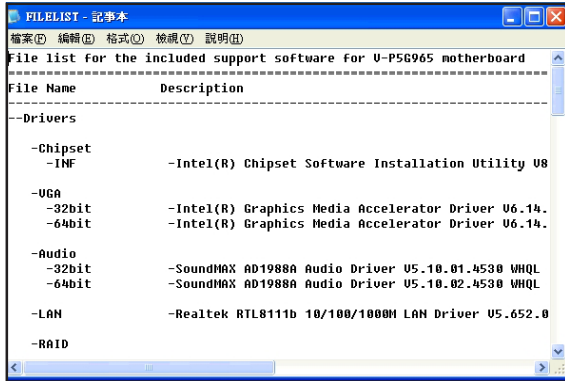 FILELIST - 記事本
檔案(F) 編輯(E) 格式(O) 檢視(V) 說明(H)
File list for the included support software for V-P5G965 motherboard
======================================================================
File Name Description
----------------------------------------------------------------------
--Drivers
-Chipset
-INF -Intel(R) Chipset Software Installation Utility V8
-VGA
-32bit -Intel(R) Graphics Media Accelerator Driver V6.14.
-64bit -Intel(R) Graphics Media Accelerator Driver V6.14.
-Audio
-32bit -SoundMAX AD1988A Audio Driver V5.10.01.4530 WHQL
-64bit -SoundMAX AD1988A Audio Driver V5.10.02.4530 WHQL
-LAN -Realtek RTL8111b 10/100/1000M LAN Driver V5.652.0
-RAID